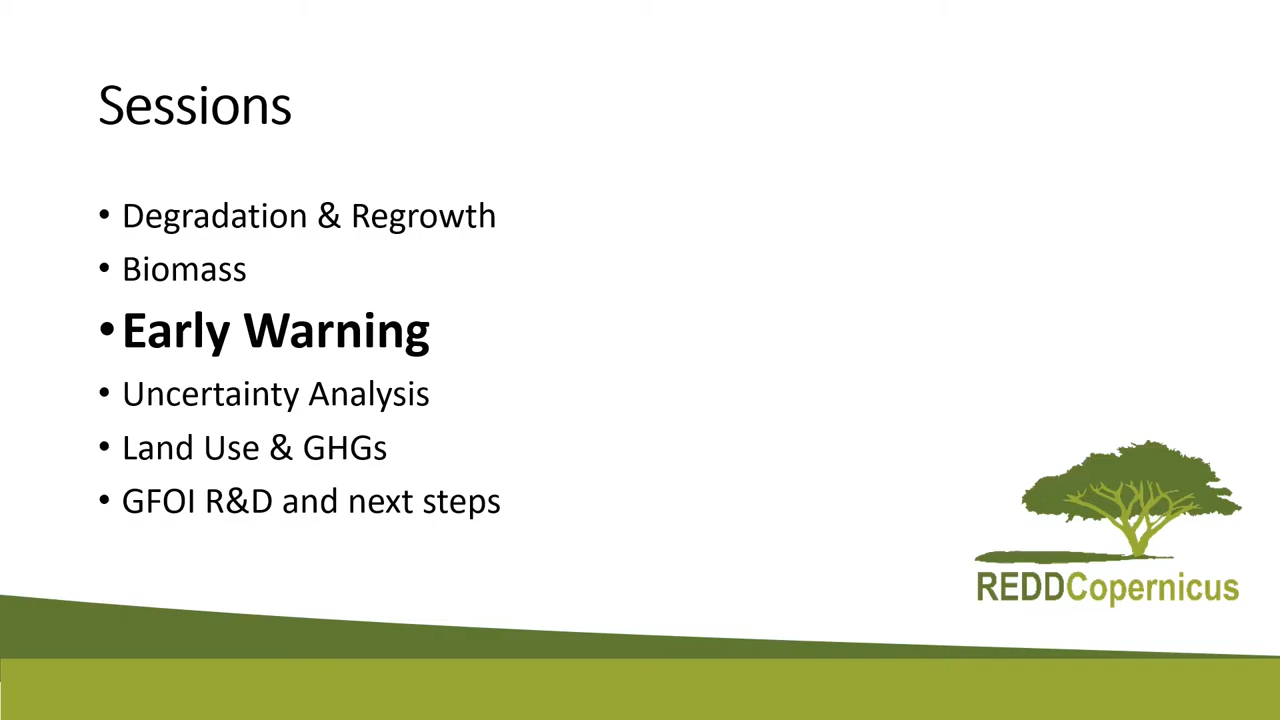 Sessions
• Degradation & Regrowth
• Biomass
• Early Warning
• Uncertainty Analysis
• Land Use & GHGs
• GFOI R&D and next steps
REDDCopernicus